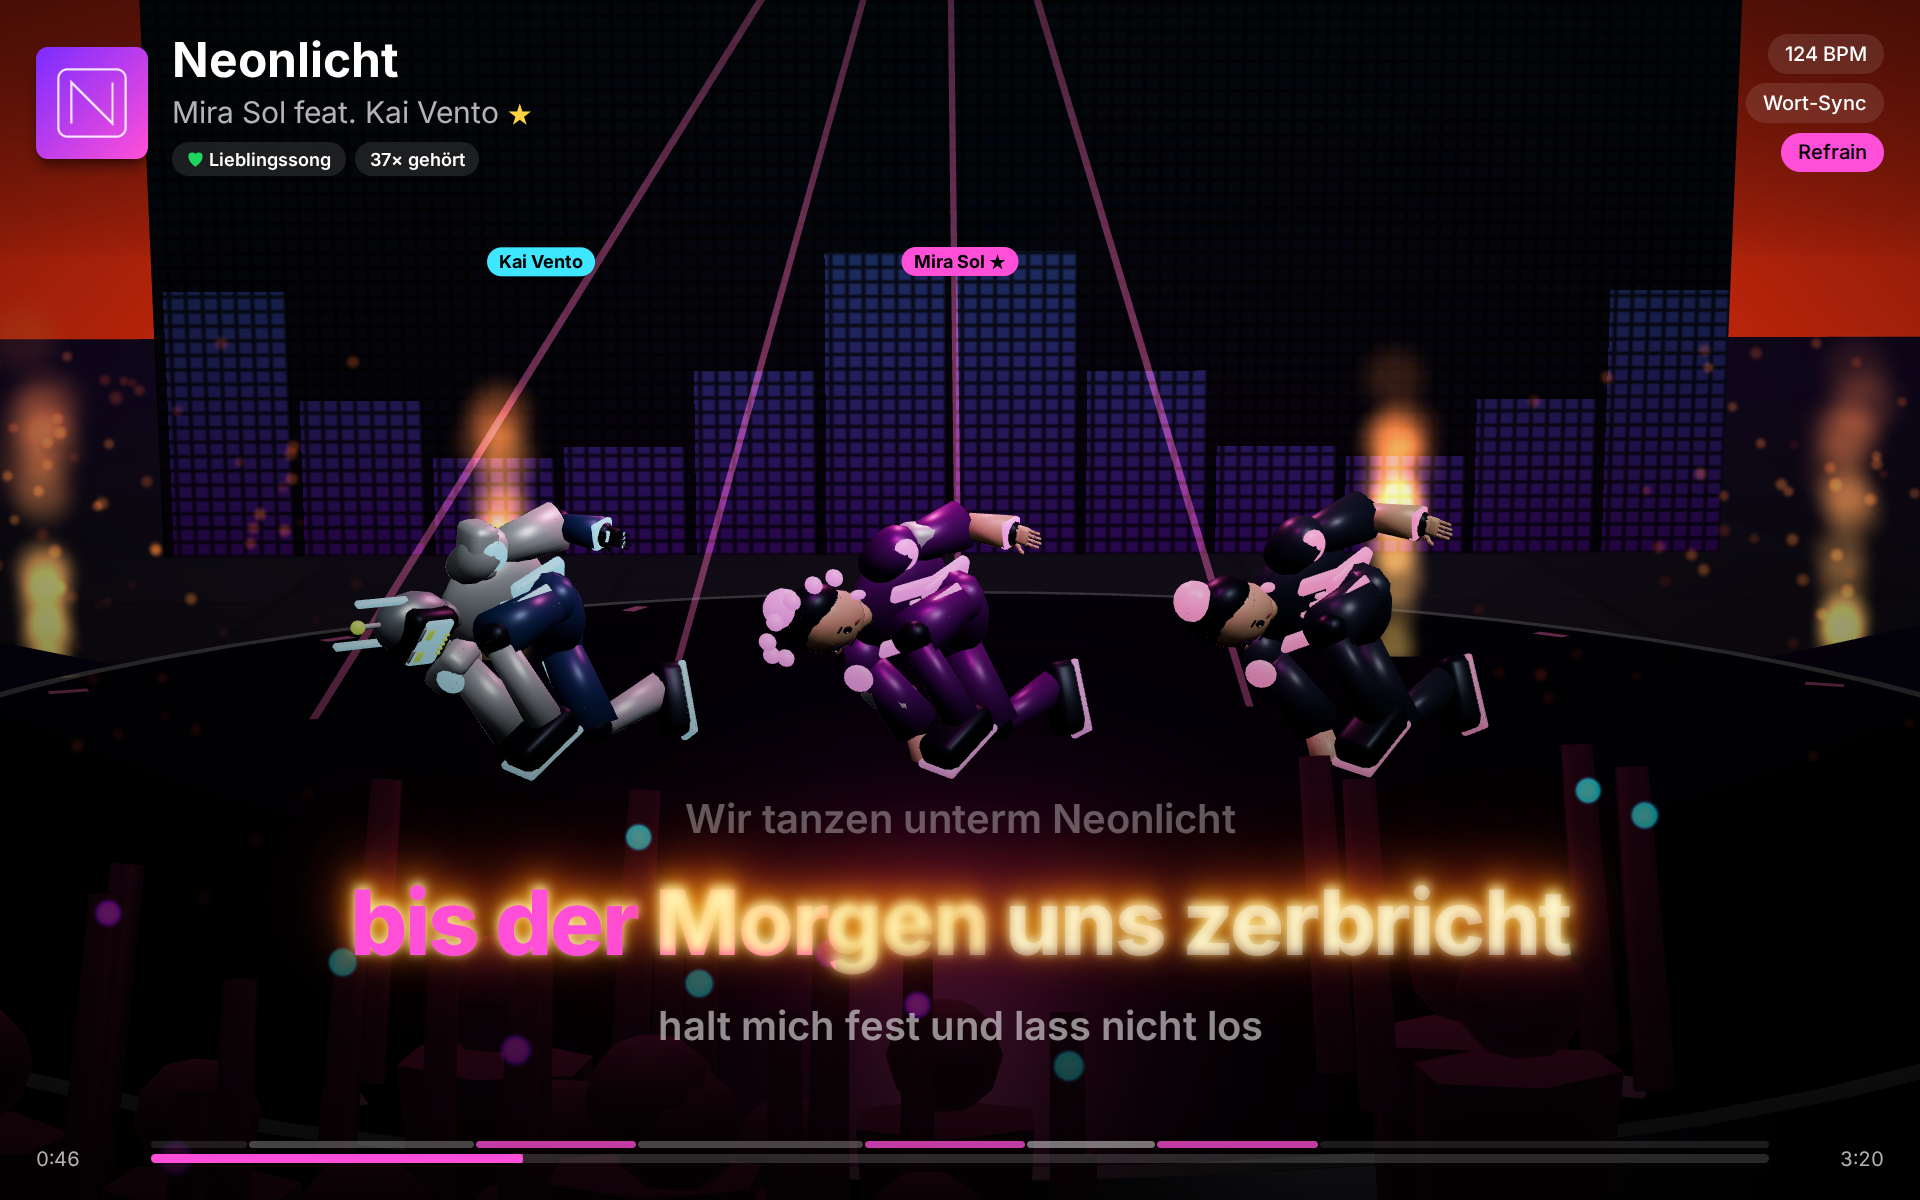 N
Neonlicht
Mira Sol feat. Kai Vento ★
Lieblingssong
37× gehört
124 BPM
Wort-Sync
Refrain
Kai Vento
Mira Sol ★
Wir tanzen unterm Neonlicht
bis der Morgen uns zerbricht
halt mich fest und lass nicht los
0:46
3:20